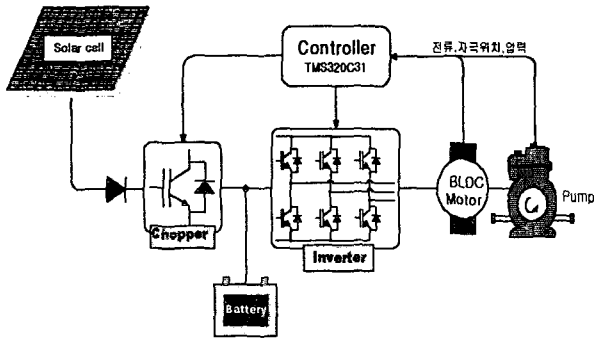 Solar cell
Controller
TMS320C31
전류,자극위치,압력
Chopper
Inverter
BLDC
Motor
Pump
Battery